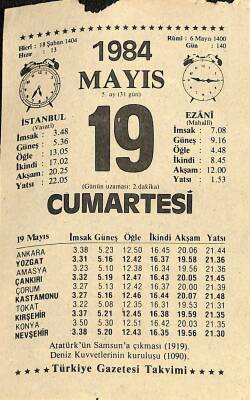 Hicrî : 18 Şaban 1404
Hızır : 13
Rûmî : 6 Mayıs 1400
Gün : 140
1984
MAYIS
5. ay (31 gün)
19
(Günün uzaması: 2 dakika)
İSTANBUL
(Vasatî)
İmsak : 3.48
Güneş : 5.36
Öğle : 13.05
İkindi : 17.02
Akşam : 20.25
Yatsı : 22.05
EZÂNÎ
(Mahallî)
İmsak : 7.08
Güneş : 9.16
Öğle : 4.48
İkindi : 8.45
Akşam : 12.00
Yatsı : 1.53
CUMARTESİ
19 Mayıs İmsak Güneş Öğle İkindi Akşam Yatsı
ANKARA 3.38 5.23 12.50 16.45 20.06 21.44
YOZGAT 3.31 5.16 12.42 16.37 19.58 21.36
AMASYA 3.23 5.10 12.38 16.34 19.56 21.36
ÇANKIRI 3.32 5.19 12.47 16.43 20.05 21.45
ÇORUM 3.27 5.13 12.42 16.38 19.59 21.39
KASTAMONU 3.27 5.16 12.46 16.44 20.07 21.48
TOKAT 3.22 5.08 12.35 16.31 19.53 21.31
KIRŞEHİR 3.37 5.21 12.45 16.38 19.59 21.35
KONYA 3.50 5.30 12.51 16.42 20.03 21.35
NEVŞEHİR 3.38 5.20 12.43 16.35 19.56 21.30
Atatürk'ün Samsun'a çıkması (1919).
Deniz Kuvvetlerinin kuruluşu (1090).
Türkiye Gazetesi Takvimi